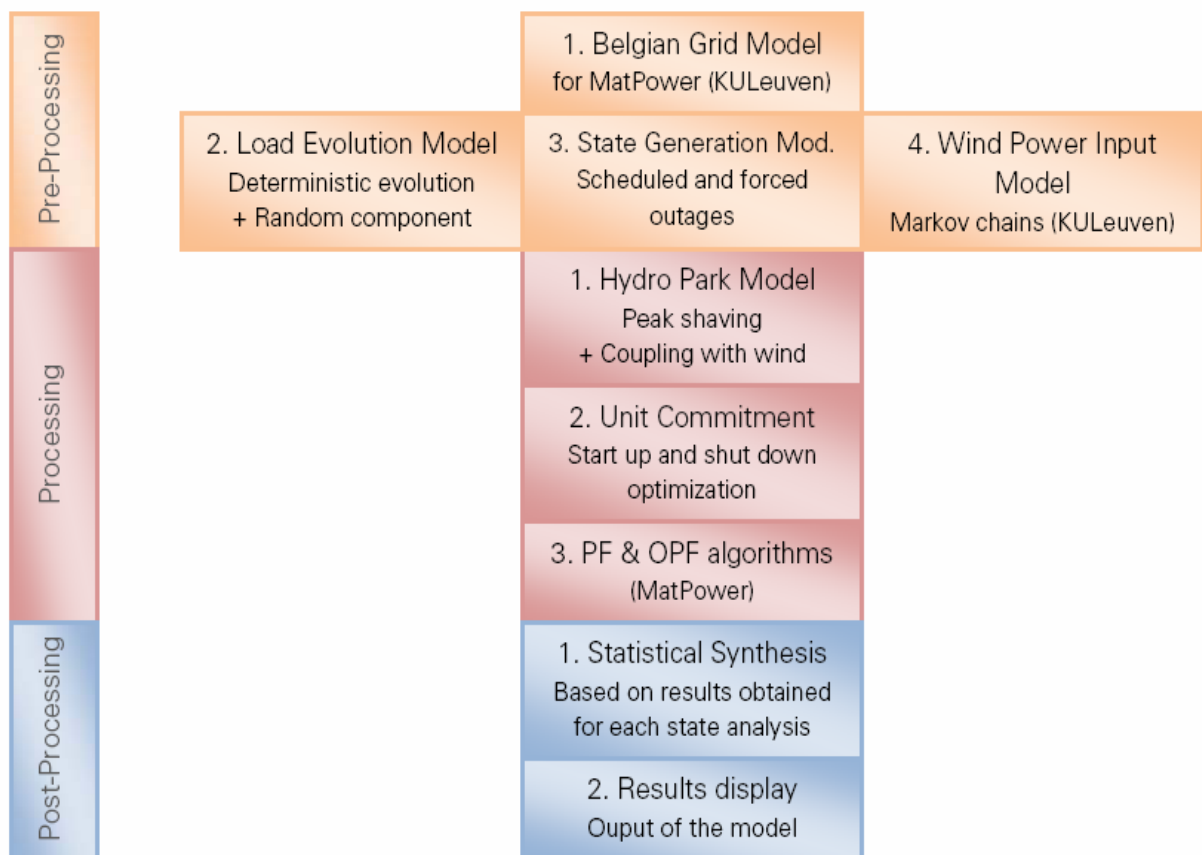 Pre-Processing
1. Belgian Grid Model
for MatPower (KULeuven)
2. Load Evolution Model
Deterministic evolution
+ Random component
3. State Generation Mod.
Scheduled and forced
outages
4. Wind Power Input
Model
Markov chains (KULeuven)
Processing
1. Hydro Park Model
Peak shaving
+ Coupling with wind
2. Unit Commitment
Start up and shut down
optimization
3. PF & OPF algorithms
(MatPower)
Post-Processing
1. Statistical Synthesis
Based on results obtained
for each state analysis
2. Results display
Ouput of the model